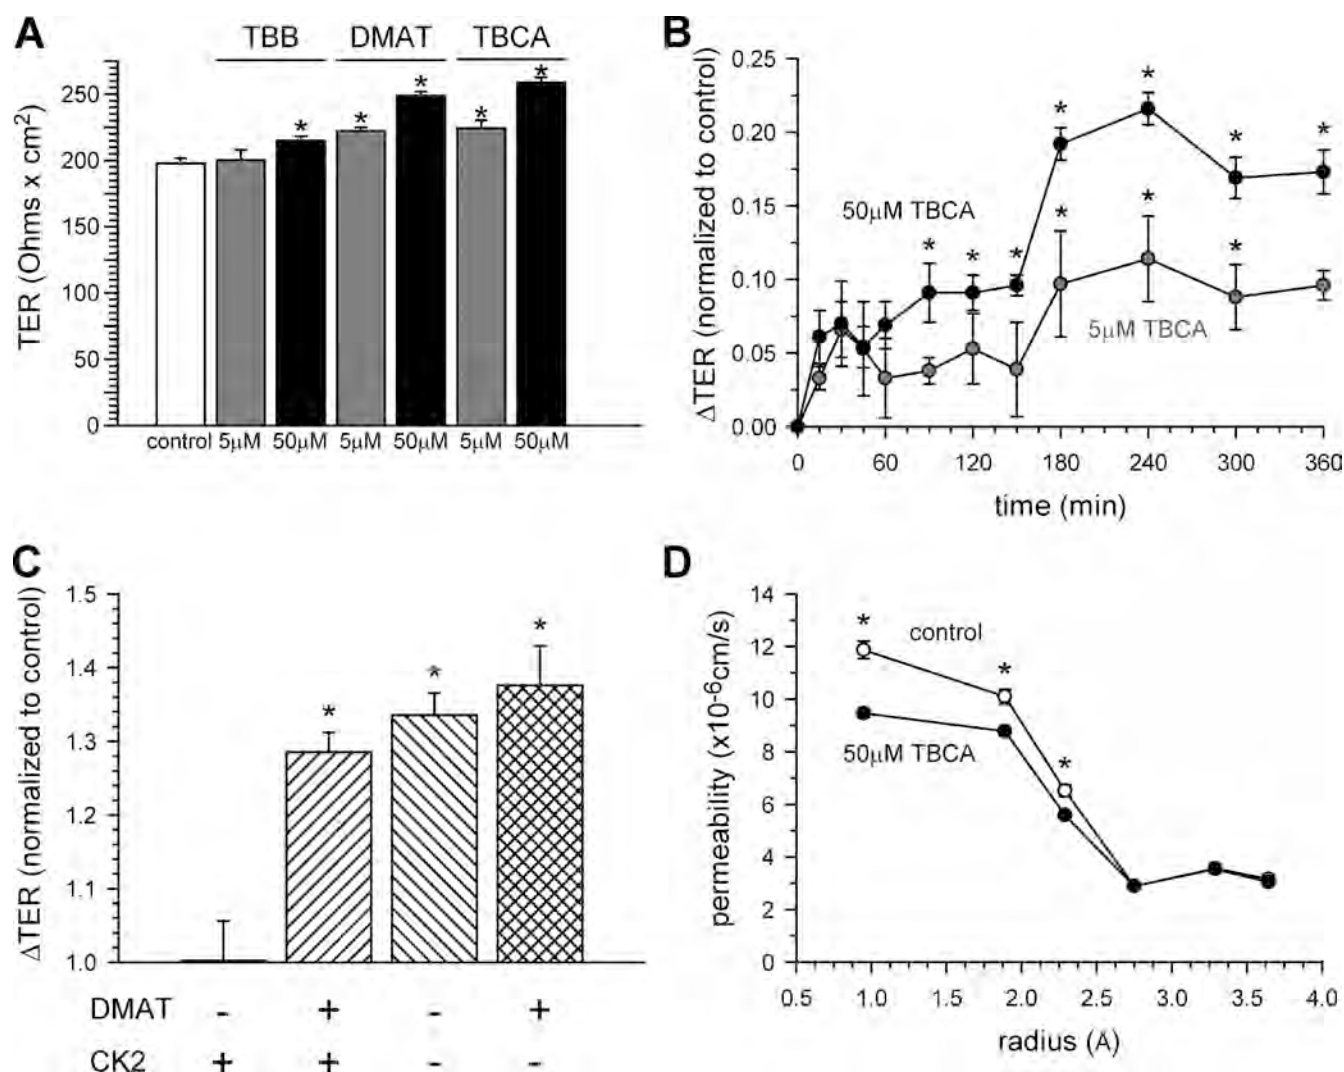 A
TBB DMAT TBCA
TER (Ohms x cm²)
250
200
150
100
50
0
* * * * *
control 5μM 50μM 5μM 50μM 5μM 50μM
B
ΔTER (normalized to control)
0.25
0.20
0.15
0.10
0.05
0.00
50μM TBCA
5μM TBCA
* * * * * * *
* * *
0 60 120 180 240 300 360
time (min)
C
ΔTER (normalized to control)
1.5
1.4
1.3
1.2
1.1
1.0
* * *
DMAT - + - +
CK2 + + - -
D
permeability (x10⁻⁶cm/s)
14
12
10
8
6
4
2
0
* * *
control
50μM TBCA
0.5 1.0 1.5 2.0 2.5 3.0 3.5 4.0
radius (Å)